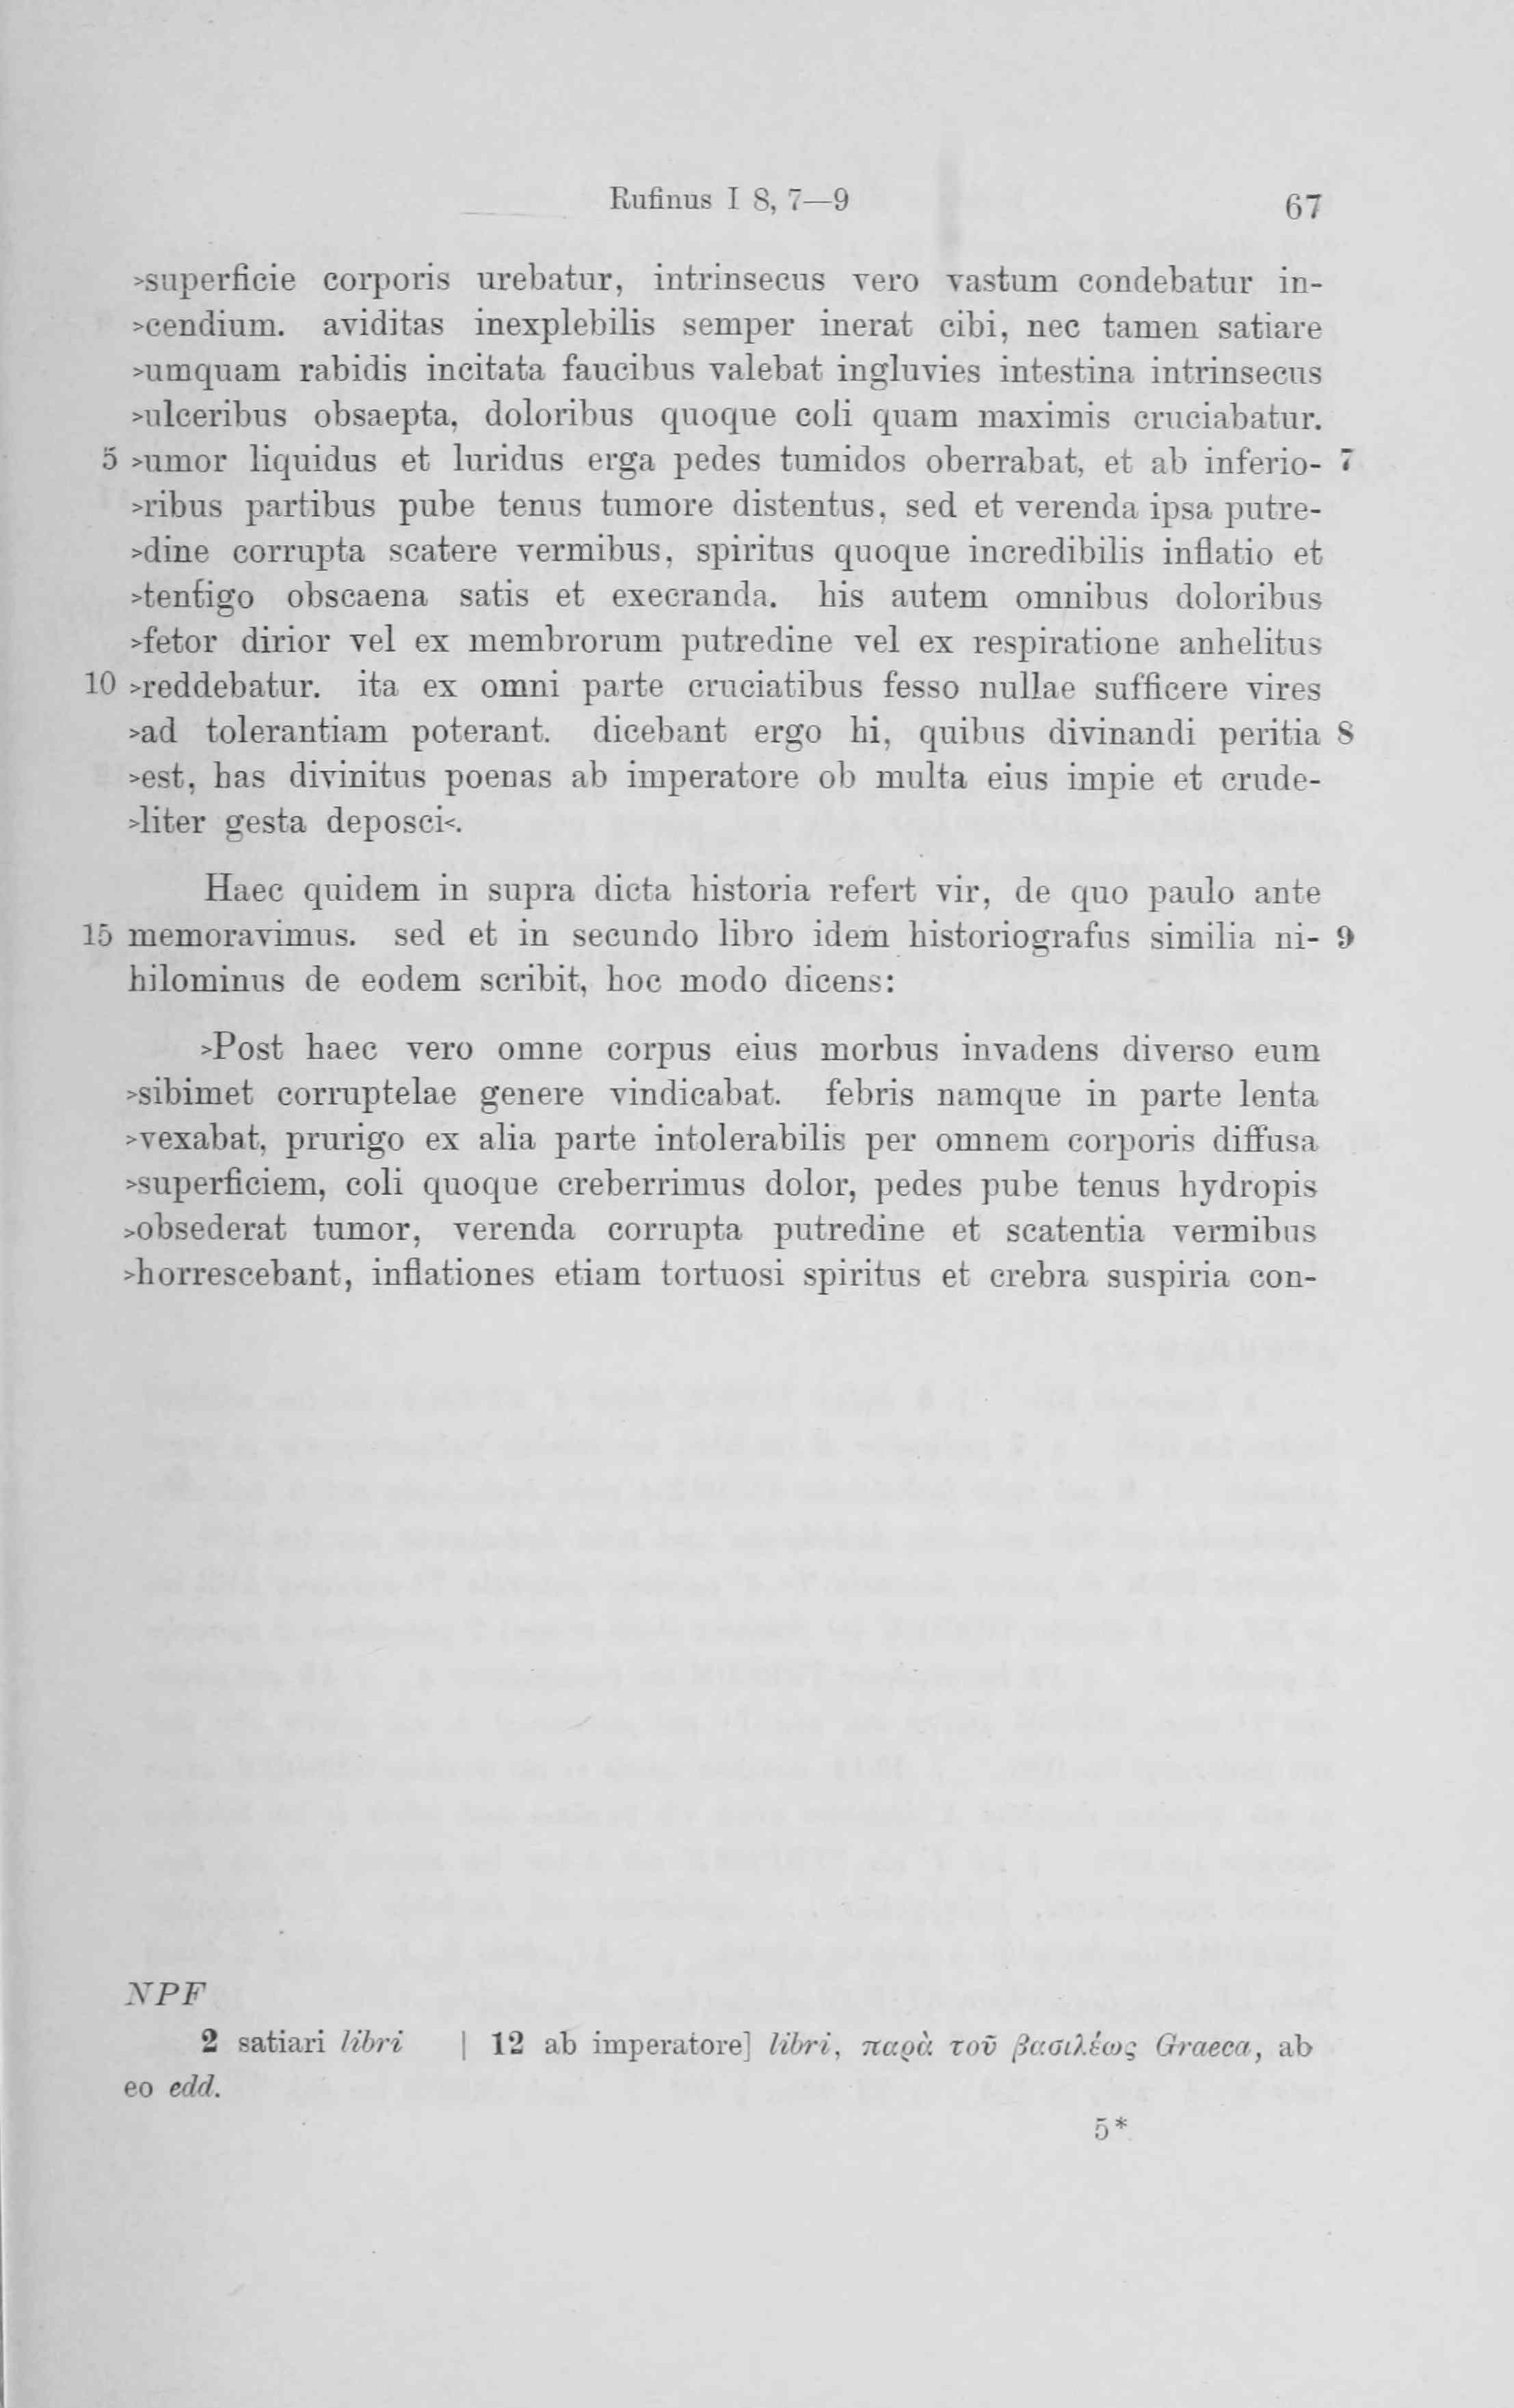 Rufinus I 8, 7—9 67
>superficie corporis urebatur, intrinsecus vero vastum condebatur in-
>cendium. aviditas inexplebilis semper inerat cibi, nec tamen satiare
>umquam rabidis incitata faucibus valebat ingluvies intestina intrinsecus
>ulceribus obsaepta, doloribus quoque coli quam maximis cruciabatur.
5 >umor liquidus et luridus erga pedes tumidos oberrabat, et ab inferio- 7
>ribus partibus pube tenus tumore distentus, sed et verenda ipsa putre-
>dine corrupta scatere vermibus, spiritus quoque incredibilis inflatio et
>tentigo obscaena satis et execranda. his autem omnibus doloribus
>fetor dirior vel ex membrorum putredine vel ex respiratione anhelitus
10 >reddebatur. ita ex omni parte cruciatibus fesso nullae sufficere vires
>ad tolerantiam poterant. dicebant ergo hi, quibus divinandi peritia 8
>est, has divinitus poenas ab imperatore ob multa eius impie et crude-
>liter gesta deposci<.
Haec quidem in supra dicta historia refert vir, de quo paulo ante
15 memoravimus. sed et in secundo libro idem historiografus similia ni- 9
hilominus de eodem scribit, hoc modo dicens:
>Post haec vero omne corpus eius morbus invadens diverso eum
>sibimet corruptelae genere vindicabat. febris namque in parte lenta
>vexabat, prurigo ex alia parte intolerabilis per omnem corporis diffusa
>superficiem, coli quoque creberrimus dolor, pedes pube tenus hydropis
>obsederat tumor, verenda corrupta putredine et scatentia vermibus
>horrescebant, inflationes etiam tortuosi spiritus et crebra suspiria con-
NPF
2 satiari libri | 12 ab imperatore] libri, παρὰ τοῦ βασιλέως Graeca, ab
eo edd.
5*